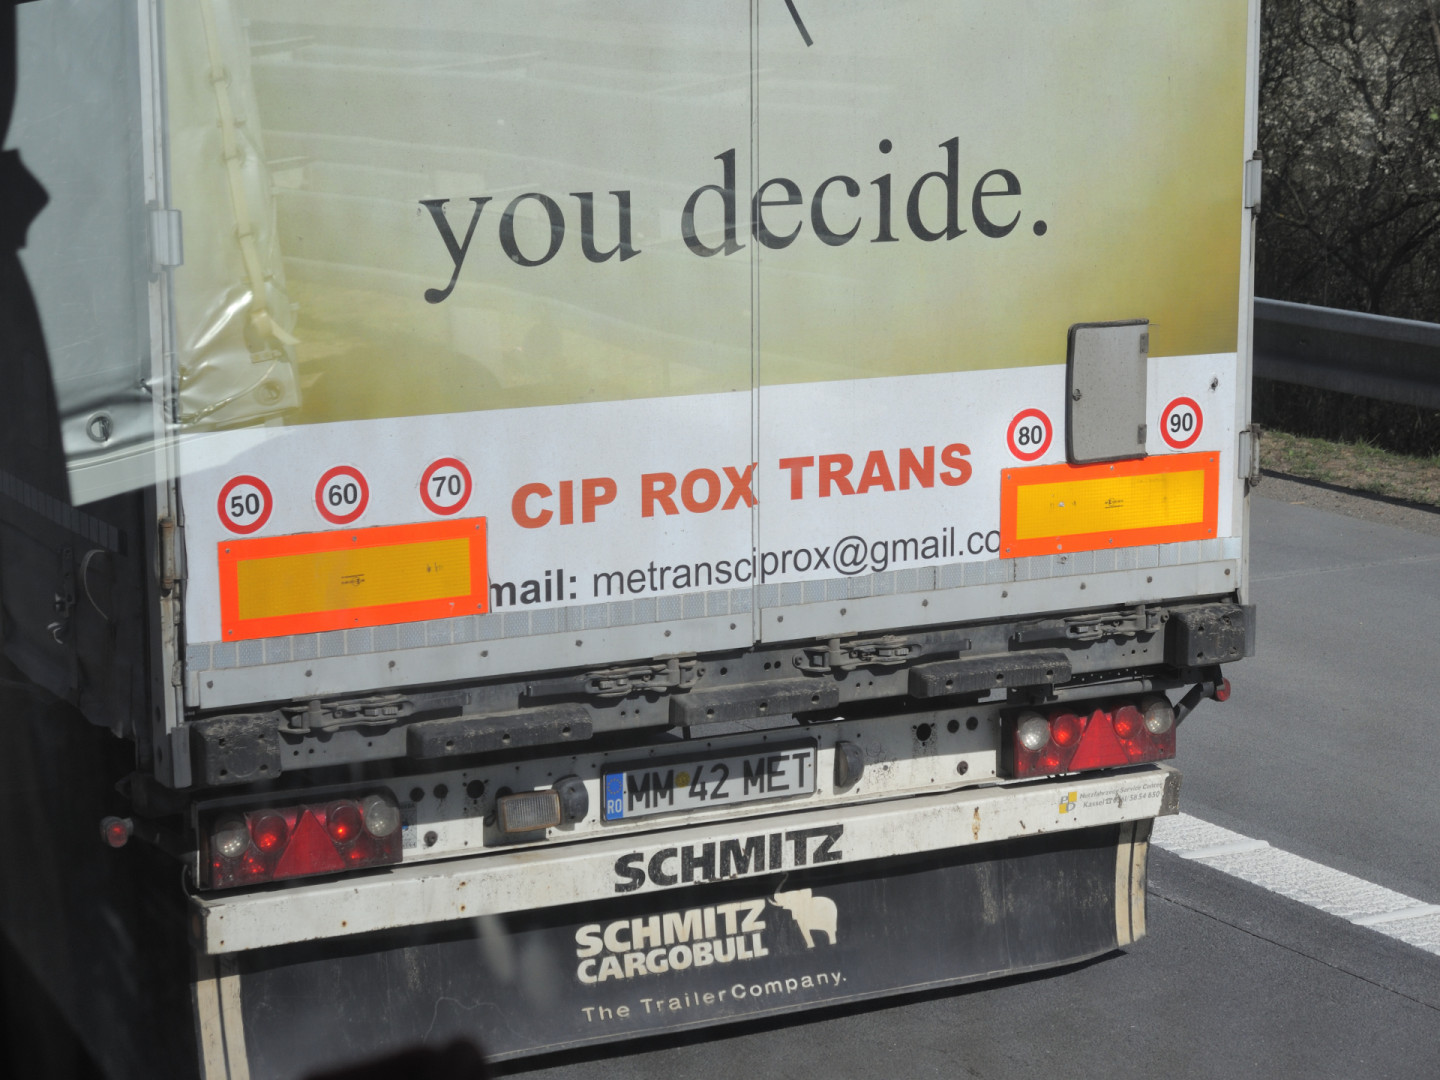 you decide.
50 60 70 80 90
CIP ROX TRANS
mail: metransciprox@gmail.co
RO MM 42 MET
SCHMITZ
Kassel
SCHMITZ
CARGOBULL
The TrailerCompany.